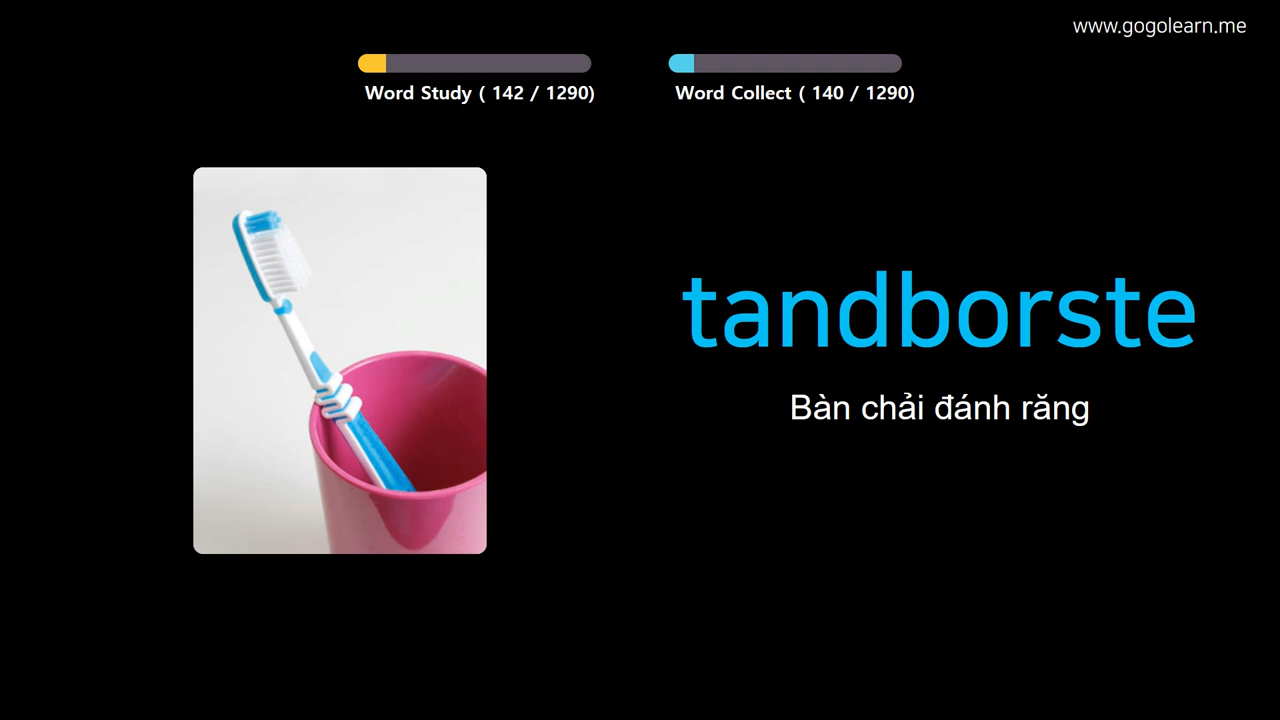 www.gogolearn.me
Word Study ( 142 / 1290)
Word Collect ( 140 / 1290)
tandborste
Bàn chải đánh răng